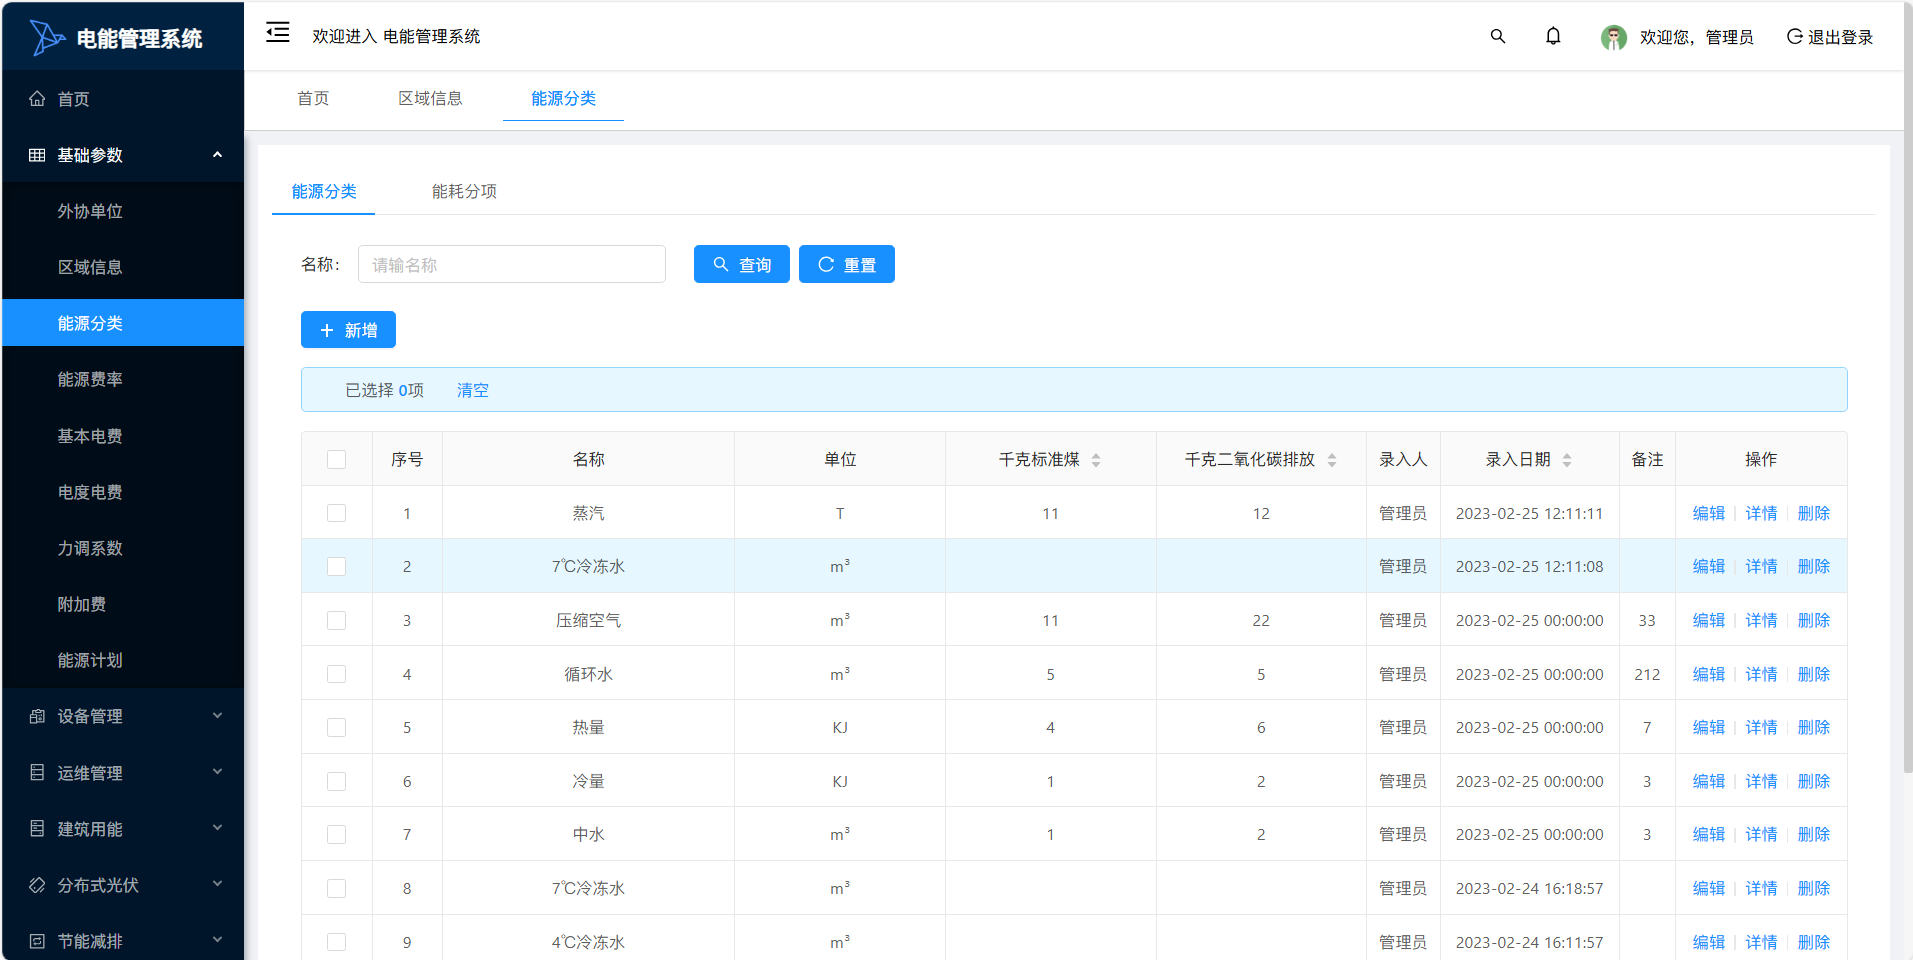 电能管理系统
欢迎进入 电能管理系统
欢迎您，管理员
退出登录
首页
基础参数
外协单位
区域信息
能源分类
能源费率
基本电费
电度电费
力调系数
附加费
能源计划
设备管理
运维管理
建筑用能
分布式光伏
节能减排
首页 区域信息 能源分类
能源分类 能耗分项
名称： 请输名称 查询 重置
新增
已选择 0项 清空
序号 名称 单位 千克标准煤 千克二氧化碳排放 录入人 录入日期 备注 操作
1 蒸汽 T 11 12 管理员 2023-02-25 12:11:11 编辑 详情 删除
2 7℃冷冻水 m³ 管理员 2023-02-25 12:11:08 编辑 详情 删除
3 压缩空气 m³ 11 22 管理员 2023-02-25 00:00:00 33 编辑 详情 删除
4 循环水 m³ 5 5 管理员 2023-02-25 00:00:00 212 编辑 详情 删除
5 热量 KJ 4 6 管理员 2023-02-25 00:00:00 7 编辑 详情 删除
6 冷量 KJ 1 2 管理员 2023-02-25 00:00:00 3 编辑 详情 删除
7 中水 m³ 1 2 管理员 2023-02-25 00:00:00 3 编辑 详情 删除
8 7℃冷冻水 m³ 管理员 2023-02-24 16:18:57 编辑 详情 删除
9 4℃冷冻水 m³ 管理员 2023-02-24 16:11:57 编辑 详情 删除